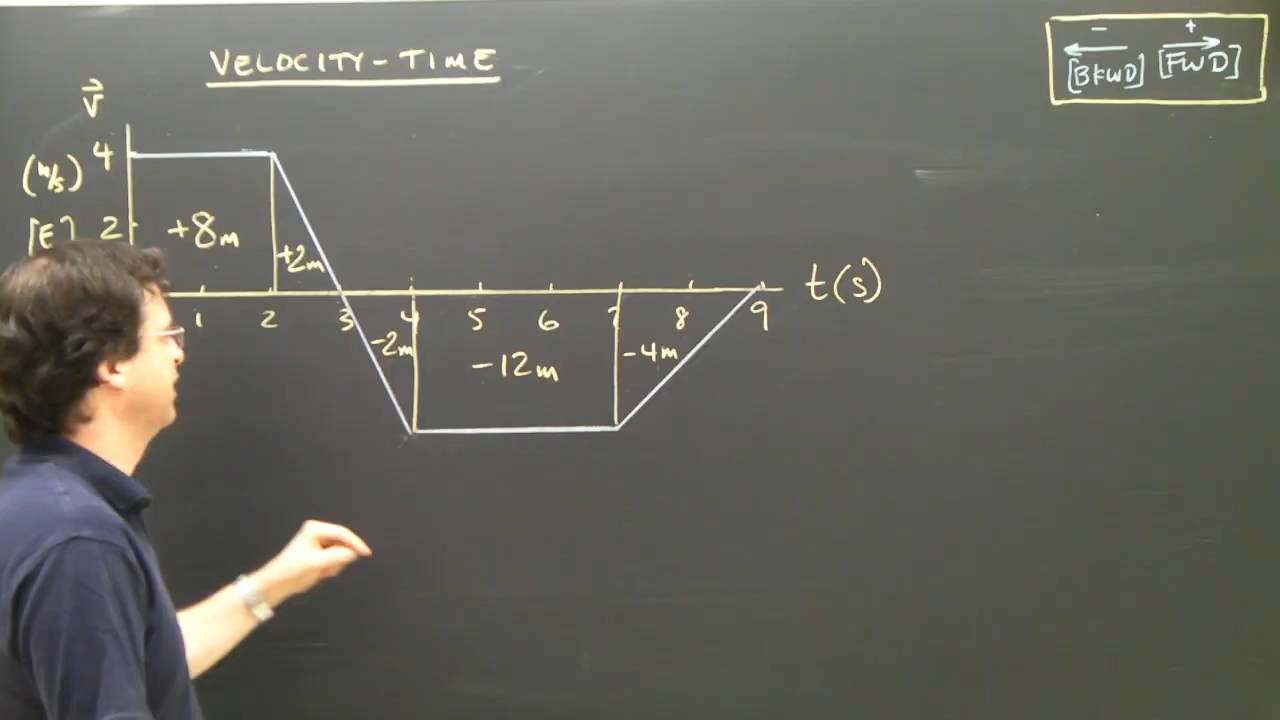 VELOCITY-TIME
- +
[BKWD] [FWD]
V
(m/s) 4
[E] 2
+8m
+2m
t(s)
1 2 3 4 5 6 7 8 9
-2m
-12m
-4m